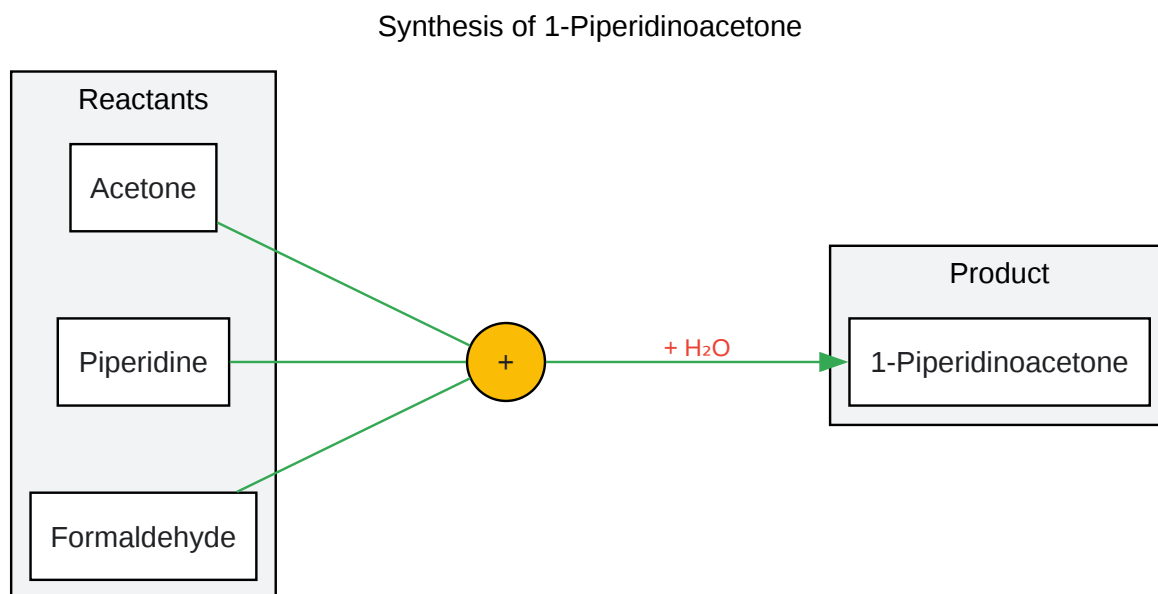 Synthesis of 1-Piperidinoacetone
Reactants
Acetone
Piperidine
Formaldehyde
+
+ H₂O
Product
1-Piperidinoacetone